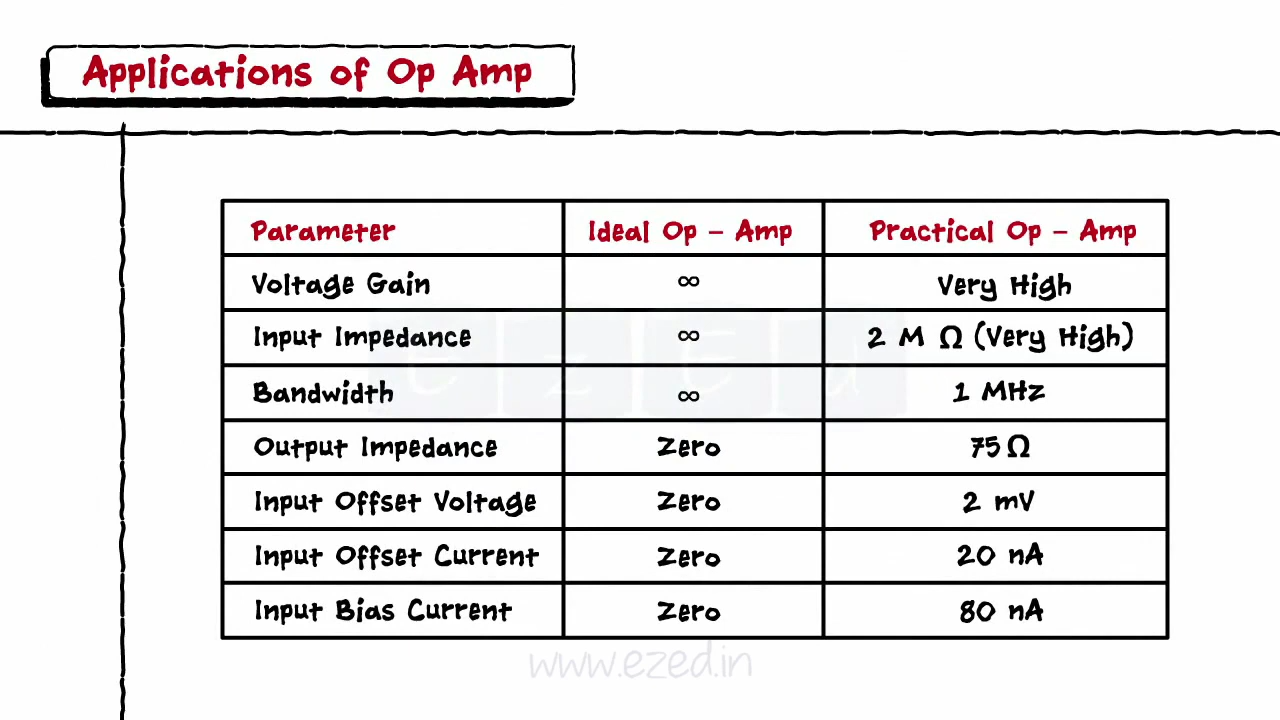 Applications of Op Amp
Parameter Ideal Op - Amp Practical Op - Amp
Voltage Gain ∞ Very High
Input Impedance ∞ 2 M Ω (Very High)
Bandwidth ∞ 1 MHz
Output Impedance Zero 75 Ω
Input Offset Voltage Zero 2 mV
Input Offset Current Zero 20 nA
Input Bias Current Zero 80 nA
EzEd
www.ezed.in